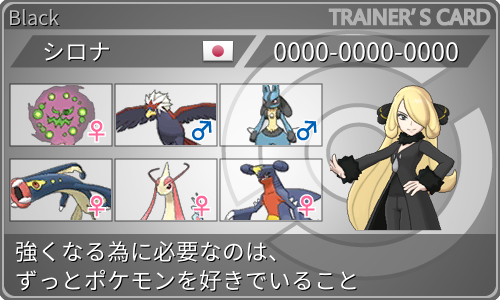 Black
TRAINER'S CARD
シロナ
0000-0000-0000
♀
♂
♂
♀
♀
♀
強くなる為に必要なのは、
ずっとポケモンを好きでいること